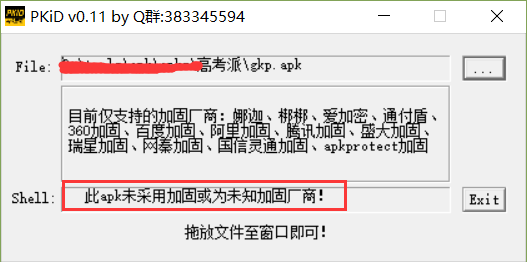 PKiD v0.11 by Q群:383345594
File: 高考派\gkp.apk ...
目前仅支持的加固厂商：娜迦、梆梆、爱加密、通付盾、
360加固、百度加固、阿里加固、腾讯加固、盛大加固、
瑞星加固、网秦加固、国信灵通加固、apkprotect加固
Shell: 此apk未采用加固或为未知加固厂商! Exit
拖放文件至窗口即可!